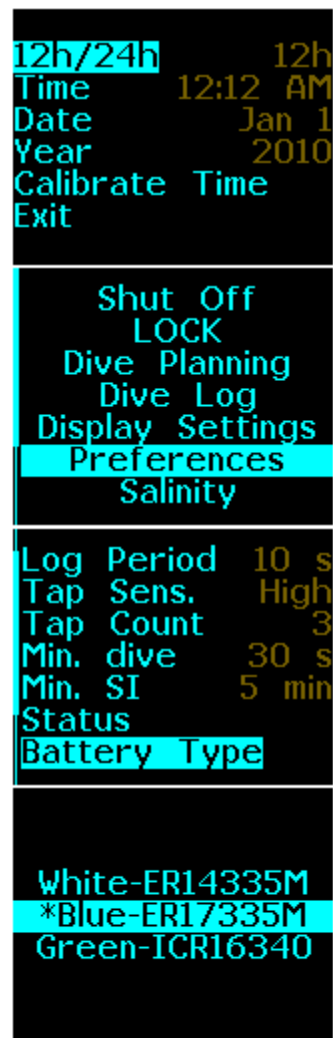 12h/24h 12h
Time 12:12 AM
Date Jan 1
Year 2010
Calibrate Time
Exit
Shut Off
LOCK
Dive Planning
Dive Log
Display Settings
Preferences
Salinity
Log Period 10 s
Tap Sens. High
Tap Count 3
Min. dive 30 s
Min. SI 5 min
Status
Battery Type
White-ER14335M
*Blue-ER17335M
Green-ICR16340